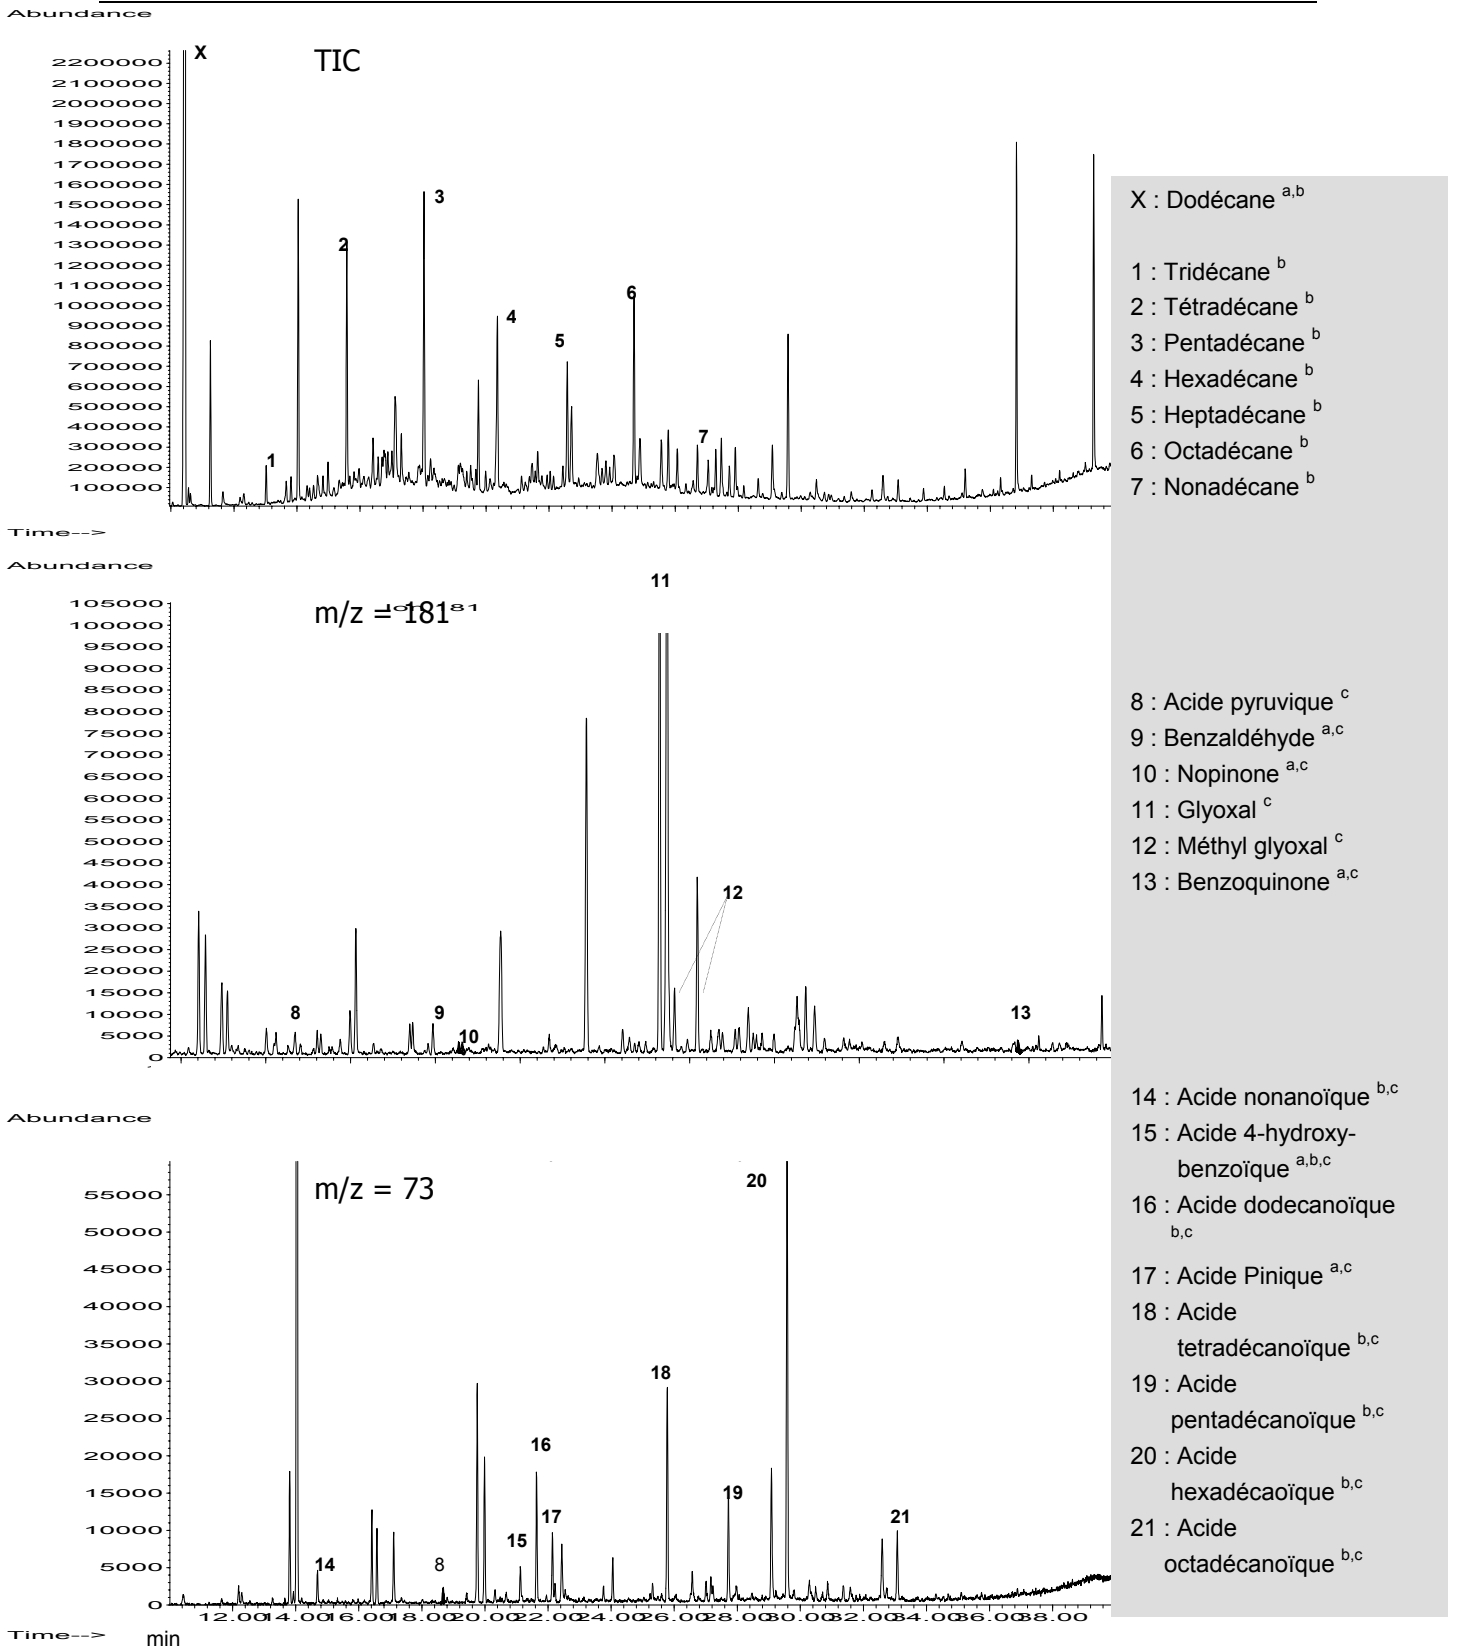 Abundance
X
TIC
2200000
2100000
2000000
1900000
1800000
1700000
1600000
1500000
1400000
1300000
1200000
1100000
1000000
900000
800000
700000
600000
500000
400000
300000
200000
100000
1
2
3
4
5
6
7
Time-->
X : Dodécane a,b
1 : Tridécane b
2 : Tétradécane b
3 : Pentadécane b
4 : Hexadécane b
5 : Heptadécane b
6 : Octadécane b
7 : Nonadécane b
Abundance
m/z = 181
105000
100000
95000
90000
85000
80000
75000
70000
65000
60000
55000
50000
45000
40000
35000
30000
25000
20000
15000
10000
5000
0
8
9
10
11
12
13
8 : Acide pyruvique c
9 : Benzaldéhyde a,c
10 : Nopinone a,c
11 : Glyoxal c
12 : Méthyl glyoxal c
13 : Benzoquinone a,c
Abundance
m/z = 73
55000
50000
45000
40000
35000
30000
25000
20000
15000
10000
5000
0
14
8
15
16
17
18
19
20
21
12.00 14.00 16.00 18.00 20.00 22.00 24.00 26.00 28.00 30.00 32.00 34.00 36.00 38.00
Time-->
min
14 : Acide nonanoïque b,c
15 : Acide 4-hydroxy-
benzoïque a,b,c
16 : Acide dodecanoïque
b,c
17 : Acide Pinique a,c
18 : Acide
tetradécanoïque b,c
19 : Acide
pentadécanoïque b,c
20 : Acide
hexadécaoïque b,c
21 : Acide
octadécanoïque b,c